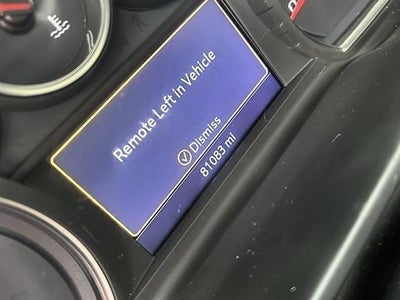 Remote Left in Vehicle
Dismiss
81083 mi